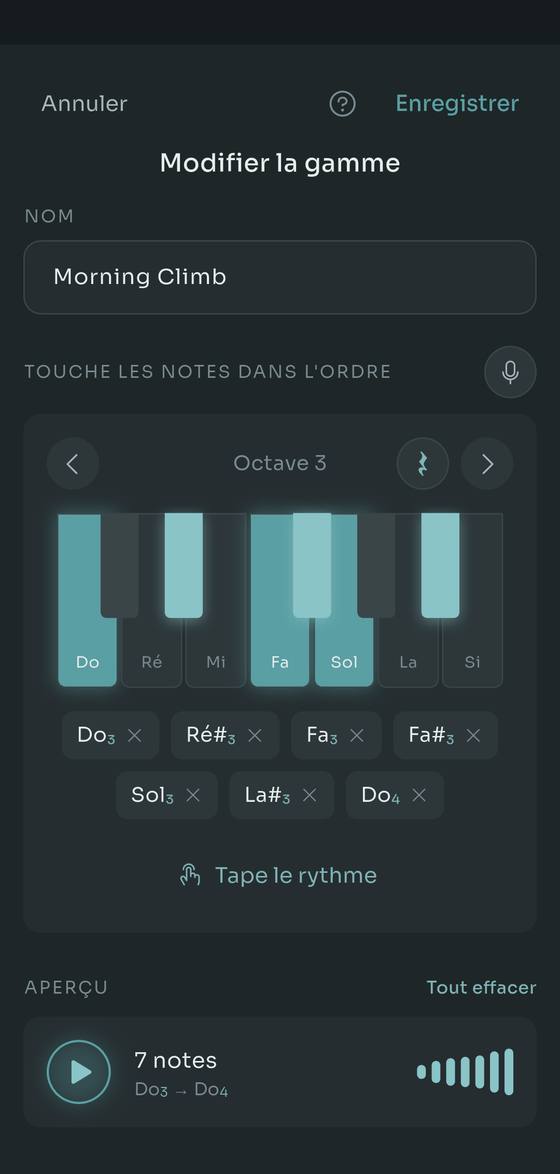 Annuler ? Enregistrer
Modifier la gamme
NOM
Morning Climb
TOUCHE LES NOTES DANS L'ORDRE
Octave 3
Do Ré Mi Fa Sol La Si
Do3 Ré#3 Fa3 Fa#3
Sol3 La#3 Do4
Tape le rythme
APERÇU Tout effacer
7 notes
Do3 → Do4